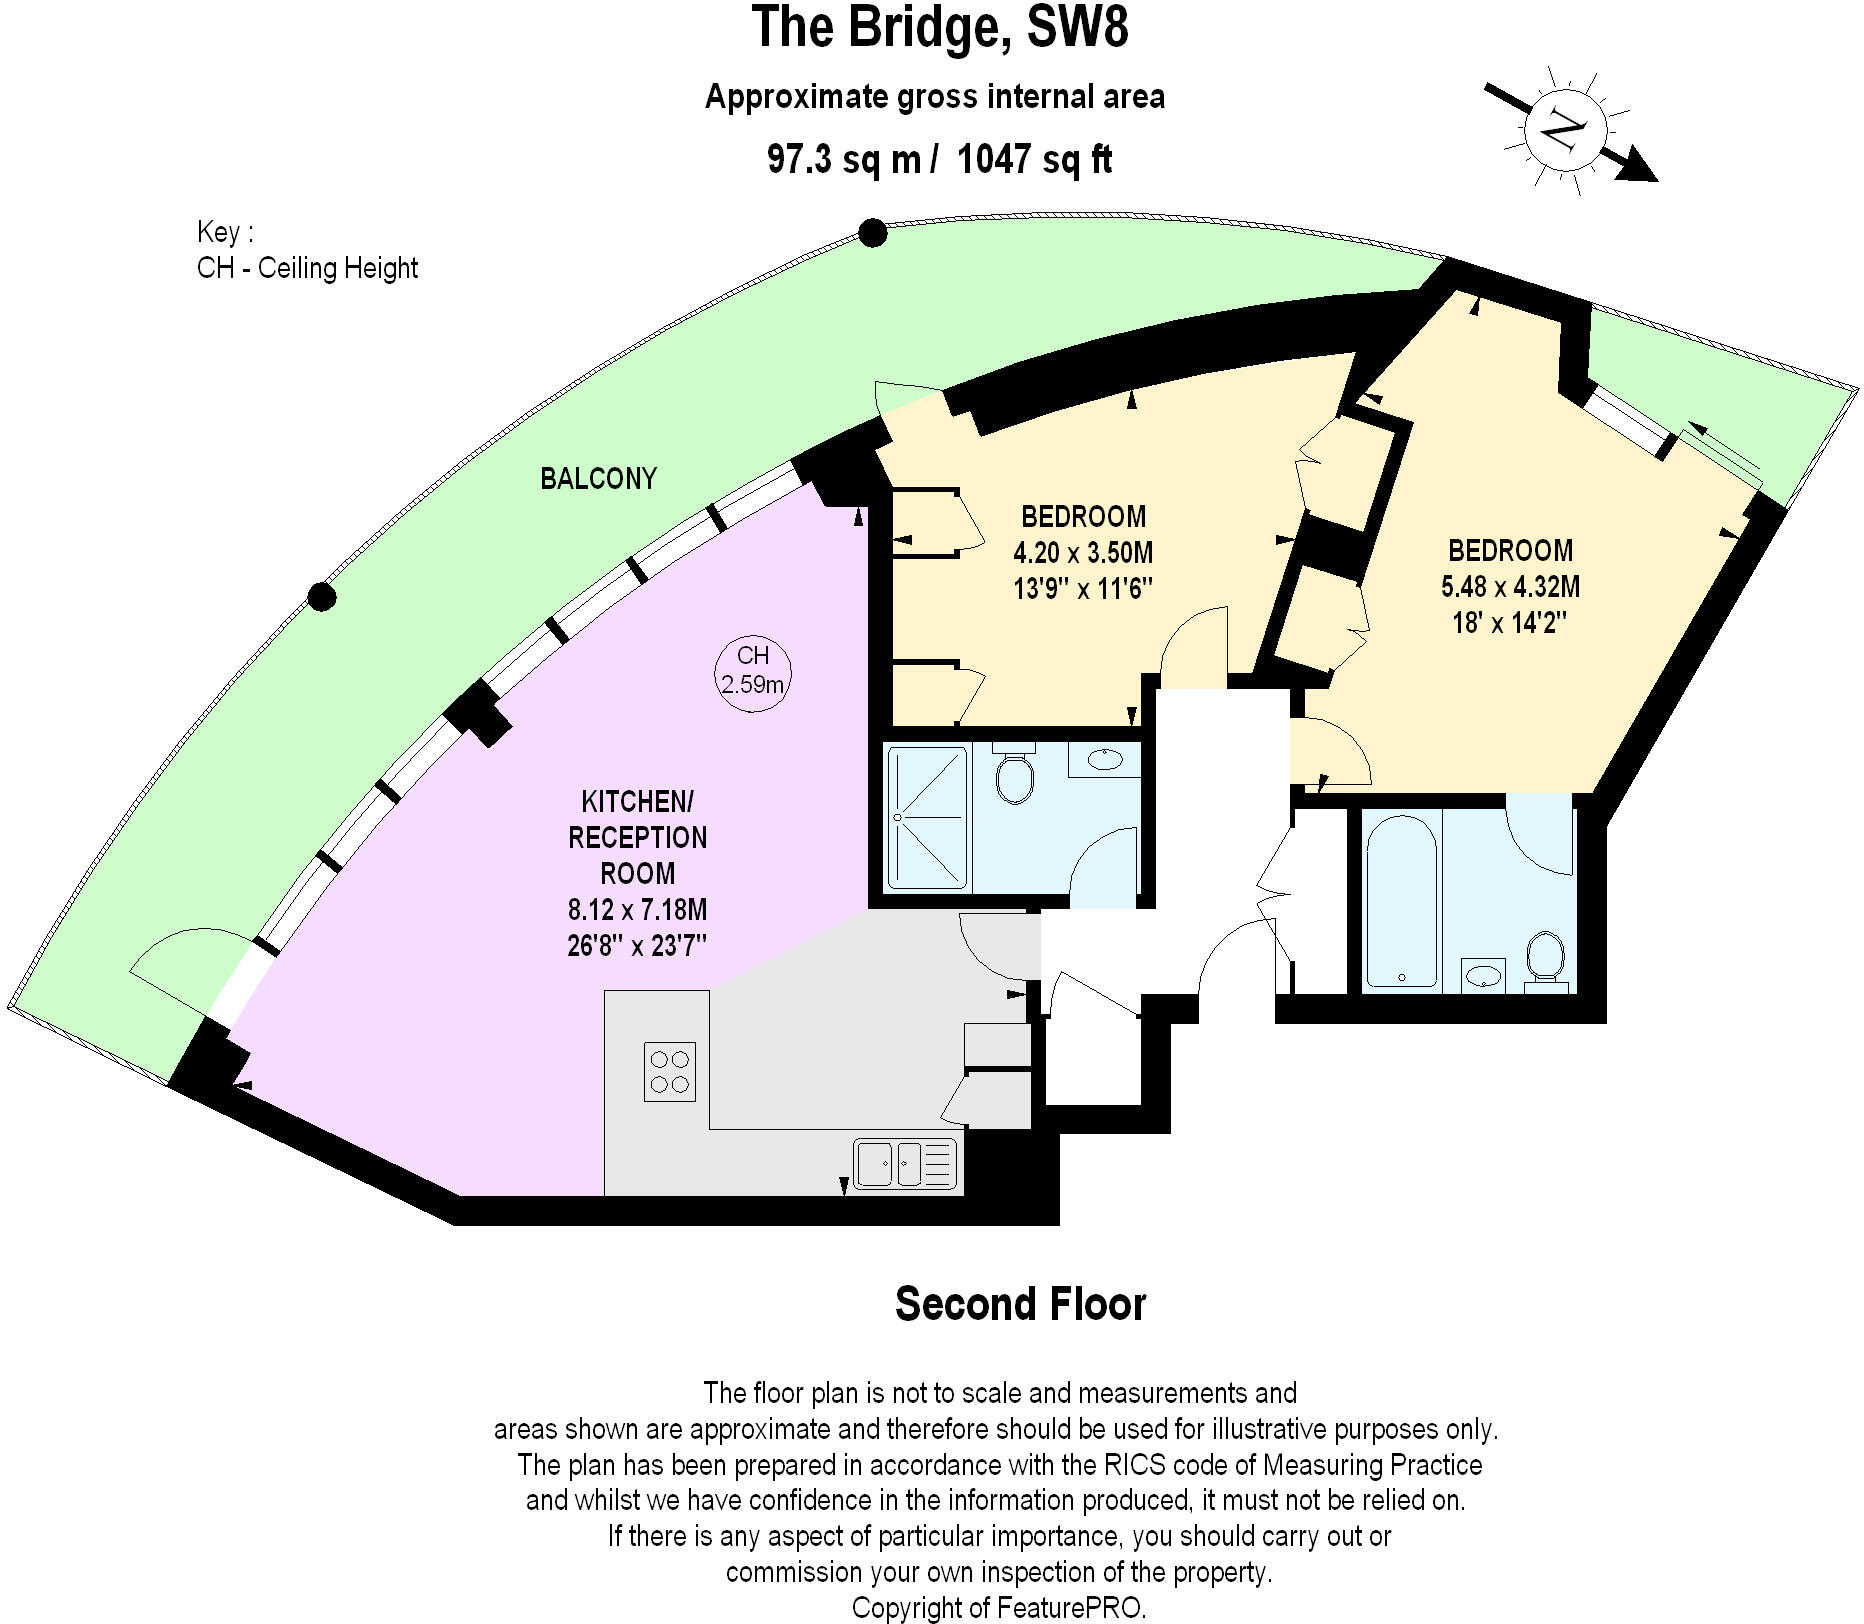 The Bridge, SW8
Approximate gross internal area
97.3 sq m / 1047 sq ft
N
Key :
CH - Ceiling Height
BALCONY
BEDROOM
4.20 x 3.50M
13'9" x 11'6"
BEDROOM
5.48 x 4.32M
18' x 14'2"
CH
2.59m
KITCHEN/
RECEPTION
ROOM
8.12 x 7.18M
26'8" x 23'7"
Second Floor
The floor plan is not to scale and measurements and
areas shown are approximate and therefore should be used for illustrative purposes only.
The plan has been prepared in accordance with the RICS code of Measuring Practice
and whilst we have confidence in the information produced, it must not be relied on.
If there is any aspect of particular importance, you should carry out or
commission your own inspection of the property.
Copyright of FeaturePRO.